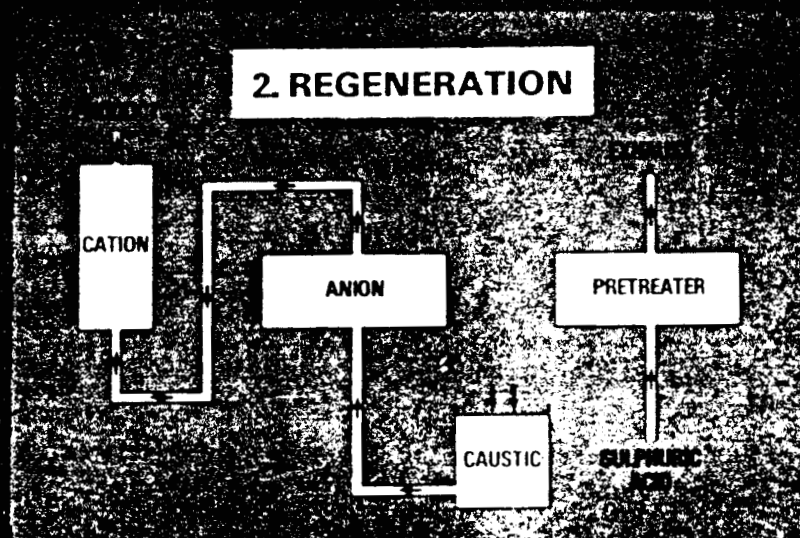 2. REGENERATION
CATION
ANION
PRETREATER
CAUSTIC
SULPHURIC
ACID